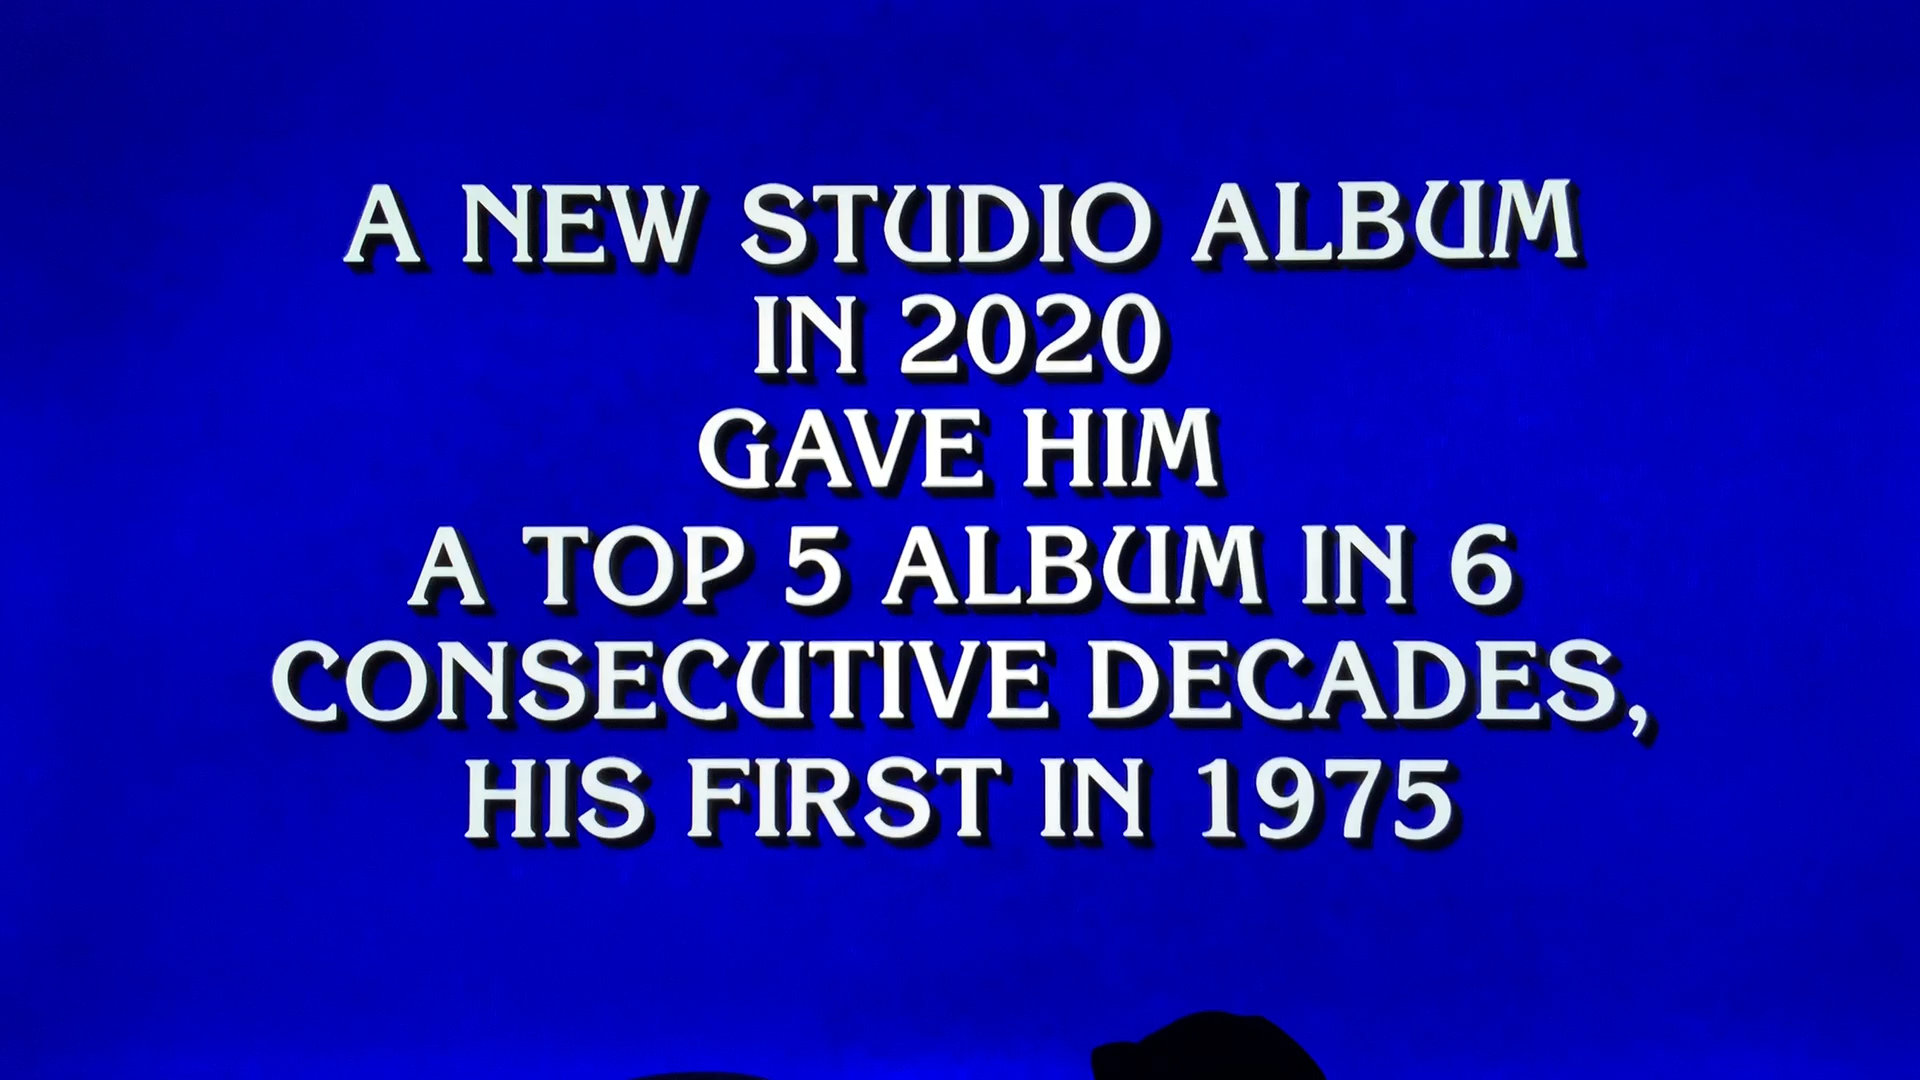 A NEW STUDIO ALBUM
IN 2020
GAVE HIM
A TOP 5 ALBUM IN 6
CONSECUTIVE DECADES,
HIS FIRST IN 1975